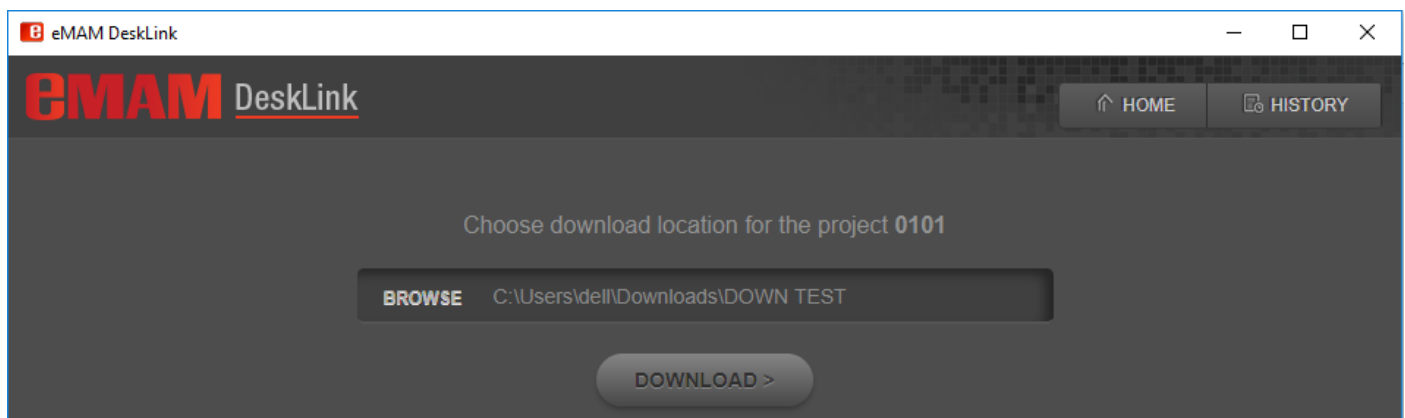 eMAM DeskLink
eMAM DeskLink
HOME
HISTORY
Choose download location for the project 0101
BROWSE C:\Users\dell\Downloads\DOWN TEST
DOWNLOAD >